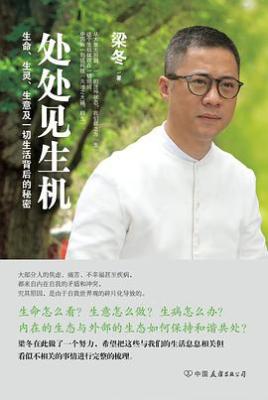 梁冬
著
处处见生机
生命、生灵、生意及一切生活背后的秘密
大部分人的焦虑、痛苦、不幸福甚至疾病，
都来自内在自我的矛盾和冲突。
究其原因，是由于自我世界观的碎片化导致的。
生命怎么看？生意怎么做？生病怎么办？
内在的生态与外部的生态如何保持和谐共处？
梁冬在此做了一个努力，希望把这些与我们的生活息息相关但
看似不相关的事情进行完整的梳理。
中国友谊出版公司